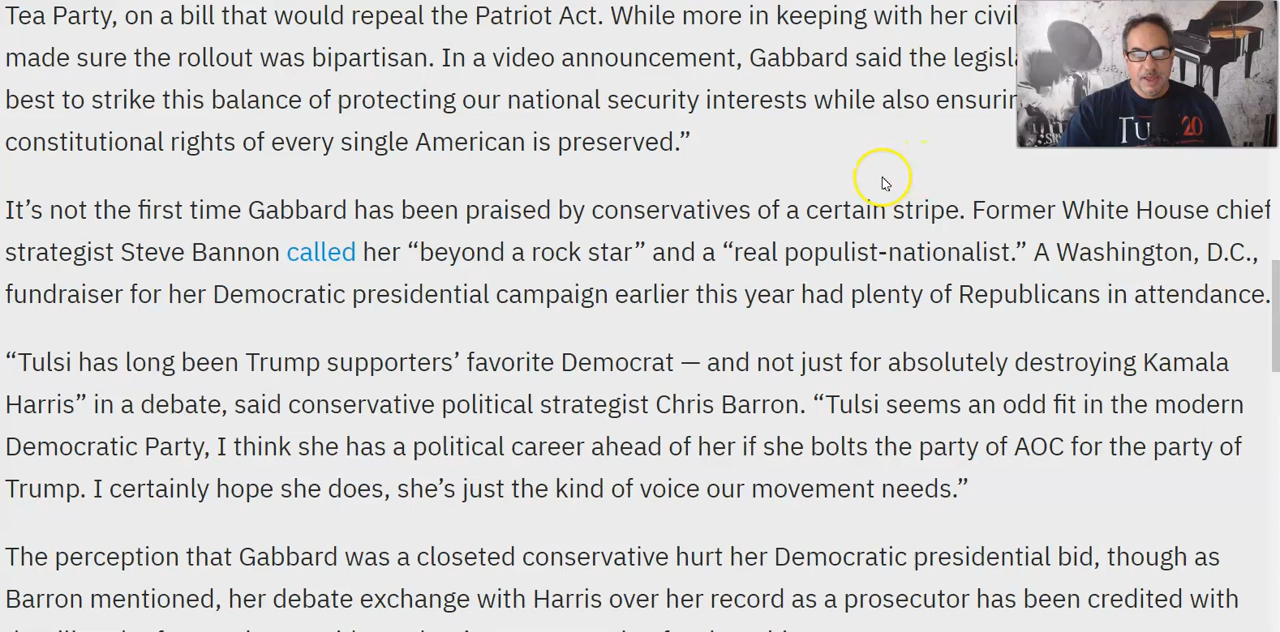 Tea Party, on a bill that would repeal the Patriot Act. While more in keeping with her civil
made sure the rollout was bipartisan. In a video announcement, Gabbard said the
best to strike this balance of protecting our national security interests while also
constitutional rights of every single American is preserved.”
It’s not the first time Gabbard has been praised by conservatives of a certain stripe. Former White House chief
strategist Steve Bannon called her “beyond a rock star” and a “real populist-nationalist.” A Washington, D.C.,
fundraiser for her Democratic presidential campaign earlier this year had plenty of Republicans in attendance.
“Tulsi has long been Trump supporters’ favorite Democrat — and not just for absolutely destroying Kamala
Harris” in a debate, said conservative political strategist Chris Barron. “Tulsi seems an odd fit in the modern
Democratic Party, I think she has a political career ahead of her if she bolts the party of AOC for the party of
Trump. I certainly hope she does, she’s just the kind of voice our movement needs.”
The perception that Gabbard was a closeted conservative hurt her Democratic presidential bid, though as
Barron mentioned, her debate exchange with Harris over her record as a prosecutor has been credited with